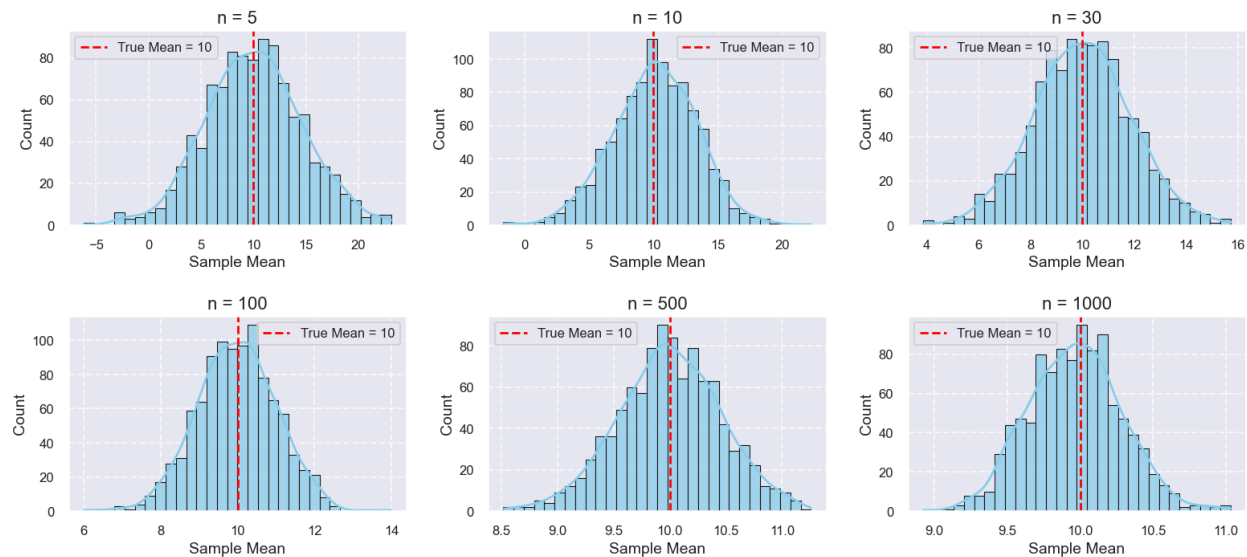 n = 5
True Mean = 10
80
60
40
20
0
Count
−5
0
5
10
15
20
Sample Mean
n = 10
True Mean = 10
100
80
60
40
20
0
Count
0
5
10
15
20
Sample Mean
n = 30
True Mean = 10
80
60
40
20
0
Count
4
6
8
10
12
14
16
Sample Mean
n = 100
True Mean = 10
100
80
60
40
20
0
Count
6
8
10
12
14
Sample Mean
n = 500
True Mean = 10
80
60
40
20
0
Count
8.5
9.0
9.5
10.0
10.5
11.0
Sample Mean
n = 1000
True Mean = 10
80
60
40
20
0
Count
9.0
9.5
10.0
10.5
11.0
Sample Mean